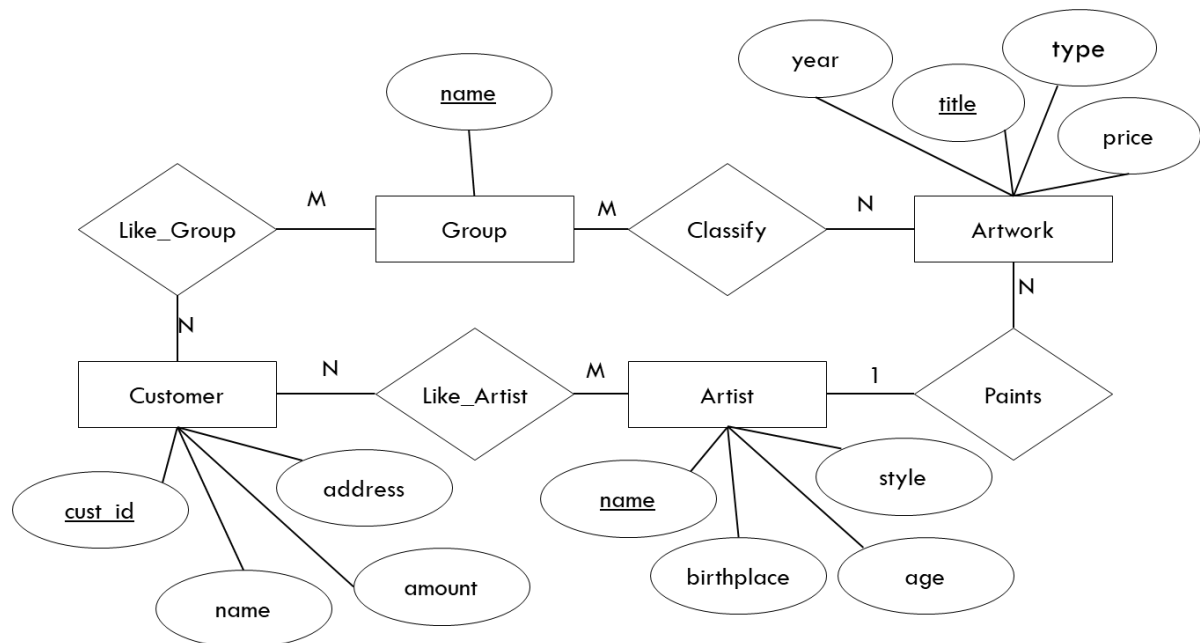 type
year
name
title
price
M
M
N
Like_Group
Group
Classify
Artwork
N
N
N
M
1
Customer
Like_Artist
Artist
Paints
address
style
name
cust_id
birthplace
age
amount
name